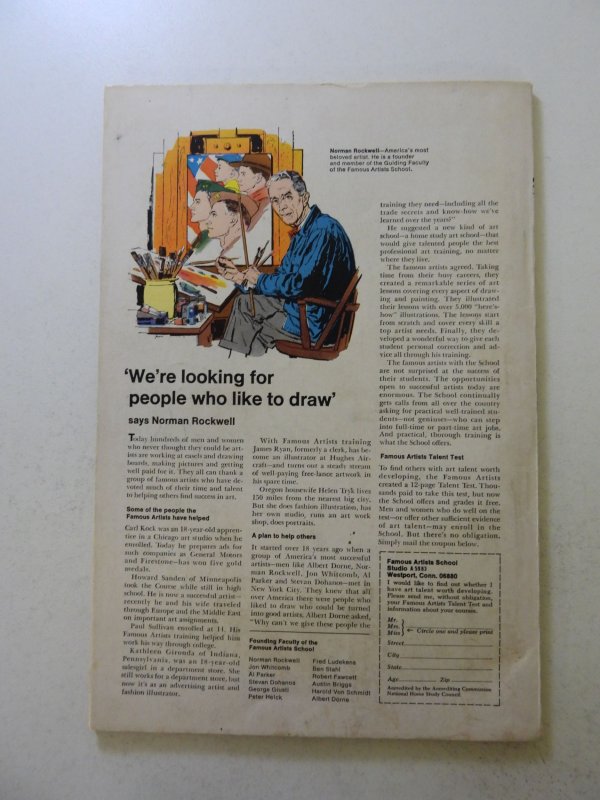 Norman Rockwell—America's most
beloved artist. He is a founder
and member of the Guiding Faculty
of the Famous Artists School.
'We're looking for
people who like to draw'
says Norman Rockwell
Today hundreds of men and women
who never thought they could be art-
ists are working at easels and drawing
boards, making pictures and getting
well paid for it. They all can thank a
group of famous artists who have de-
voted much of their time and talent
to helping others find success in art.
Some of the people the
Famous Artists have helped
Carl Kock was an 18-year-old appren-
tice in a Chicago art studio when he
enrolled. Today he prepares ads for
such companies as General Motors
and Firestone—has won five gold
medals.
Howard Sanden of Minneapolis
took the Course while still in high
school. He is now a successful artist—
recently he and his wife traveled
through Europe and the Middle East
on important art assignments.
Paul Sullivan enrolled at 14. His
Famous Artists training helped him
work his way through college.
Kathleen Gironda of Indiana,
Pennsylvania, was an 18-year-old
salesgirl in a department store. She
still works for a department store, but
now it's as an advertising artist and
fashion illustrator.
With Famous Artists training
James Ryan, formerly a clerk, has be-
come an illustrator at Hughes Air-
craft—and turns out a steady stream
of well-paying free-lance artwork in
his spare time.
Oregon housewife Helen Tryk lives
150 miles from the nearest big city.
But she does fashion illustration, has
her own studio, runs an art work
shop, does portraits.
A plan to help others
It started over 18 years ago when a
group of America's most successful
artists—men like Albert Dorne, Nor-
man Rockwell, Jon Whitcomb, Al
Parker and Stevan Dohanos—met in
New York City. They knew that all
over America there were people who
liked to draw who could be turned
into good artists. Albert Dorne asked,
"Why can't we give these people the
Founding Faculty of the
Famous Artists School
Norman Rockwell
Jon Whitcomb
Al Parker
Stevan Dohanos
George Giusti
Peter Helck
Fred Ludekens
Ben Stahl
Robert Fawcett
Austin Briggs
Harold Von Schmidt
Albert Dorne
training they need—including all the
trade secrets and know-how we've
learned over the years?"
He suggested a new kind of art
school—a home study art school—that
would give talented people the best
professional art training, no matter
where they live.
The famous artists agreed. Taking
time from their busy careers, they
created a remarkable series of art
lessons covering every aspect of draw-
ing and painting. They illustrated
their lessons with over 5,000 "here's-
how" illustrations. The lessons start
from scratch and cover every skill a
top artist needs. Finally, they de-
veloped a wonderful way to give each
student personal correction and ad-
vice all through his training.
The famous artists with the School
are not surprised at the success of
their students. The opportunities
open to successful artists today are
enormous. The School continually
gets calls from all over the country
asking for practical well-trained stu-
dents—not geniuses—who can step
into full-time or part-time art jobs.
And practical, thorough training is
what the School offers.
Famous Artists Talent Test
To find others with art talent worth
developing, the Famous Artists
created a 12-page Talent Test. Thou-
sands paid to take this test, but now
the School offers and grades it free.
Men and women who do well on the
test—or offer other sufficient evidence
of art talent—may enroll in the
School. But there's no obligation.
Simply mail the coupon below.
Famous Artists School
Studio
Westport, Conn. 06880
I would like to find out whether I
have art talent worth developing.
Please send me, without obligation,
your Famous Artists Talent Test and
information about your courses.
Mr.
Mrs.
Miss Circle one and please print
Street
City
State
Age Zip
Accredited by the Accrediting Commission
National Home Study Council.